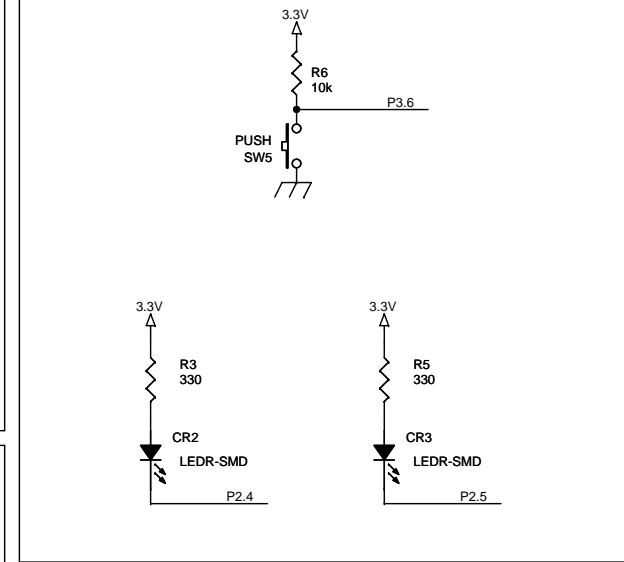 3.3V
R6
10k
P3.6
PUSH
SW5
3.3V
R3
330
CR2
LEDR-SMD
P2.4
3.3V
R5
330
CR3
LEDR-SMD
P2.5